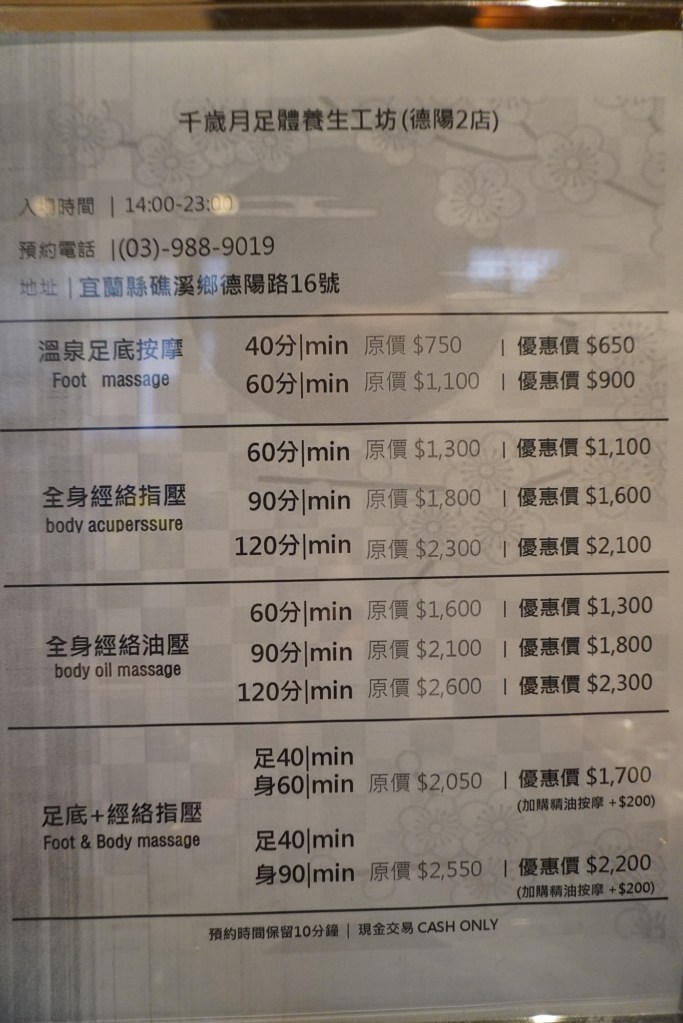 千歲月足體養生工坊(德陽2店)
時間 | 14:00-23:00
預約電話 |(03)-988-9019
地址 | 宜蘭縣礁溪鄉德陽路16號
溫泉足底按摩 40分|min 原價 $750 | 優惠價 $650
Foot massage 60分|min 原價 $1,100 | 優惠價 $900
60分|min 原價 $1,300 | 優惠價 $1,100
全身經絡指壓 90分|min 原價 $1,800 | 優惠價 $1,600
body acuperssure
120分|min 原價 $2,300 | 優惠價 $2,100
60分|min 原價 $1,600 | 優惠價 $1,300
全身經絡油壓 90分|min 原價 $2,100 | 優惠價 $1,800
body oil massage
120分|min 原價 $2,600 | 優惠價 $2,300
足40|min
身60|min 原價 $2,050 | 優惠價 $1,700
(加購精油按摩 +$200)
足底+經絡指壓
Foot & Body massage
足40|min
身90|min 原價 $2,550 | 優惠價 $2,200
(加購精油按摩 +$200)
預約時間保留10分鐘 | 現金交易 CASH ONLY